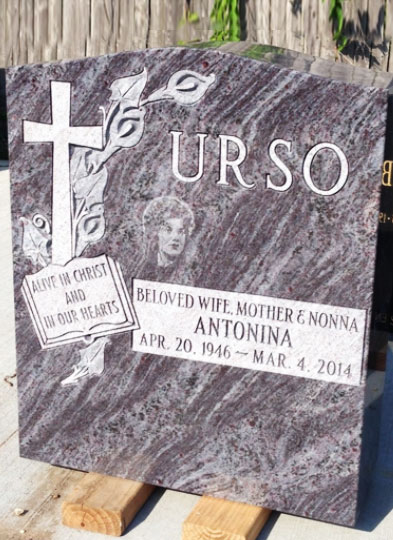 URSO
ALIVE IN CHRIST
AND
IN OUR HEARTS
BELOVED WIFE, MOTHER & NONNA
ANTONINA
APR. 20. 1946 ~ MAR. 4. 2014